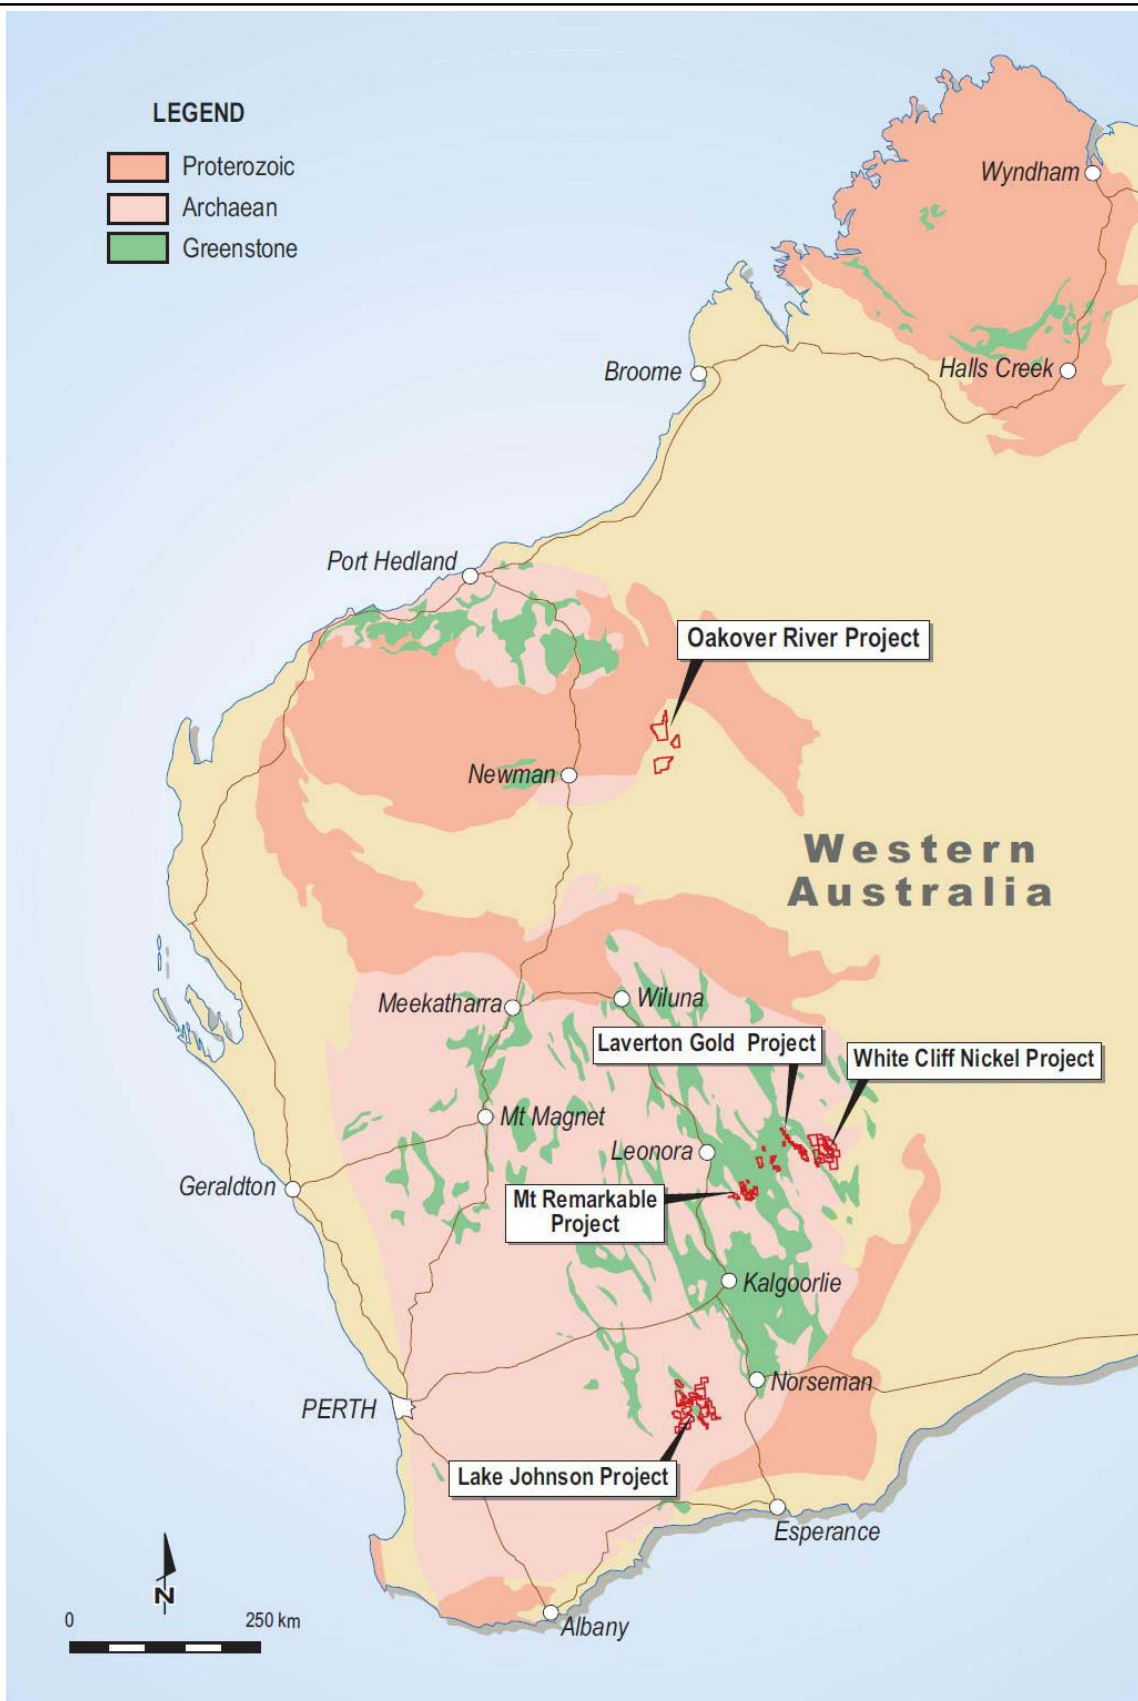 LEGEND
Proterozoic
Archaean
Greenstone
Wyndham
Broome
Halls Creek
Port Hedland
Oakover River Project
Newman
Western
Australia
Meekatharra
Wiluna
Laverton Gold Project
White Cliff Nickel Project
Mt Magnet
Leonora
Geraldton
Mt Remarkable
Project
Kalgoorlie
Norseman
PERTH
Lake Johnson Project
Esperance
N
0 250 km
Albany